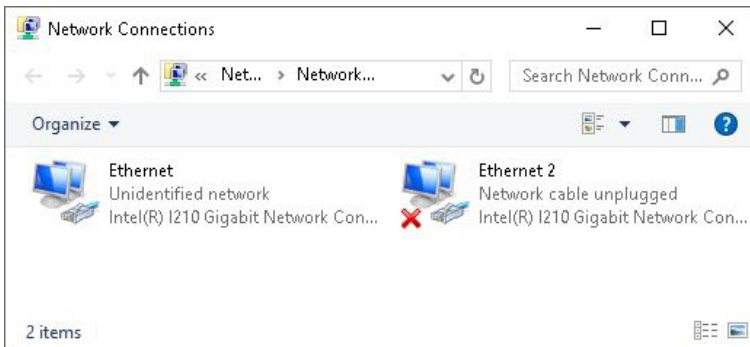 Network Connections
« Net... > Network...
Search Network Conn...
Organize
Ethernet
Unidentified network
Intel(R) I210 Gigabit Network Con...
Ethernet 2
Network cable unplugged
Intel(R) I210 Gigabit Network Con...
2 items